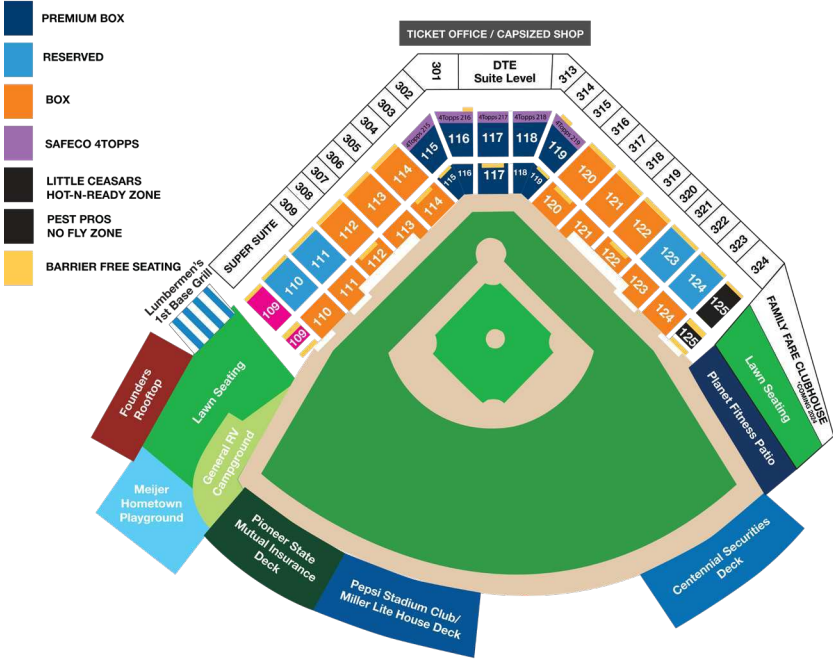 PREMIUM BOX
RESERVED
BOX
SAFECO 4TOPPS
LITTLE CEASARS
HOT-N-READY ZONE
PEST PROS
NO FLY ZONE
BARRIER FREE SEATING
TICKET OFFICE / CAPSIZED SHOP
301
DTE
Suite Level
313
302
303
304
305
306
307
308
309
SUPER SUITE
314
315
316
317
318
319
320
321
322
323
324
4Topps 215
4Topps 216
4Topps 217
4Topps 218
4Topps 219
109
110
111
112
113
114
115
116
117
118
119
120
121
122
123
124
125
109
110
111
112
113
114
115
116
117
118
119
120
121
122
123
124
125
Lumbermen's
1st Base Grill
Founders
Rooftop
Lawn Seating
General RV
Campground
Meijer
Hometown
Playground
Pioneer State
Mutual Insurance
Deck
Pepsi Stadium Club/
Miller Lite House Deck
Centennial Securities
Deck
Planet Fitness Patio
Lawn Seating
FAMILY FARE CLUBHOUSE
*COMING 2024